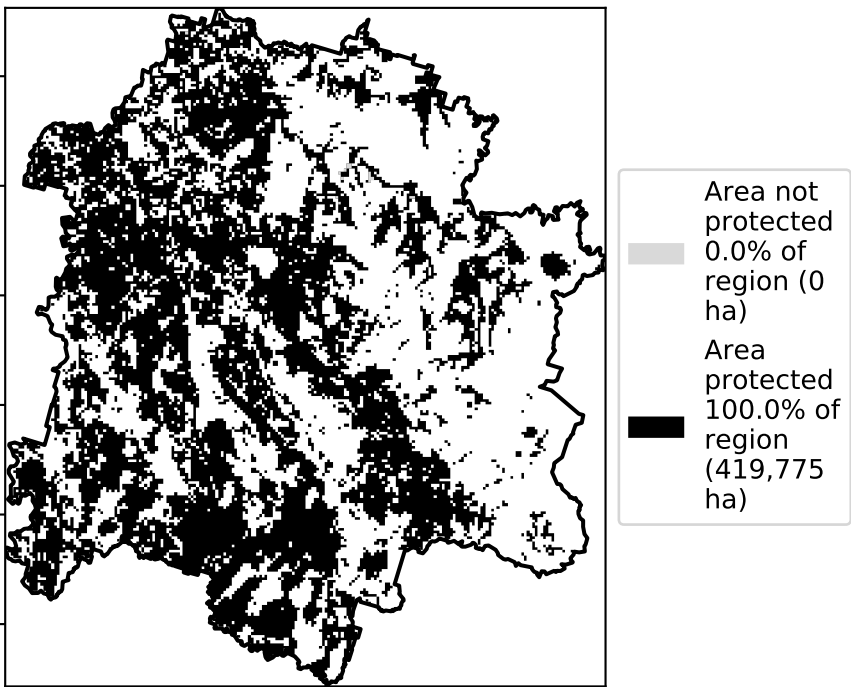 Area not
protected
0.0% of
region (0
ha)
Area
protected
100.0% of
region
(419,775
ha)